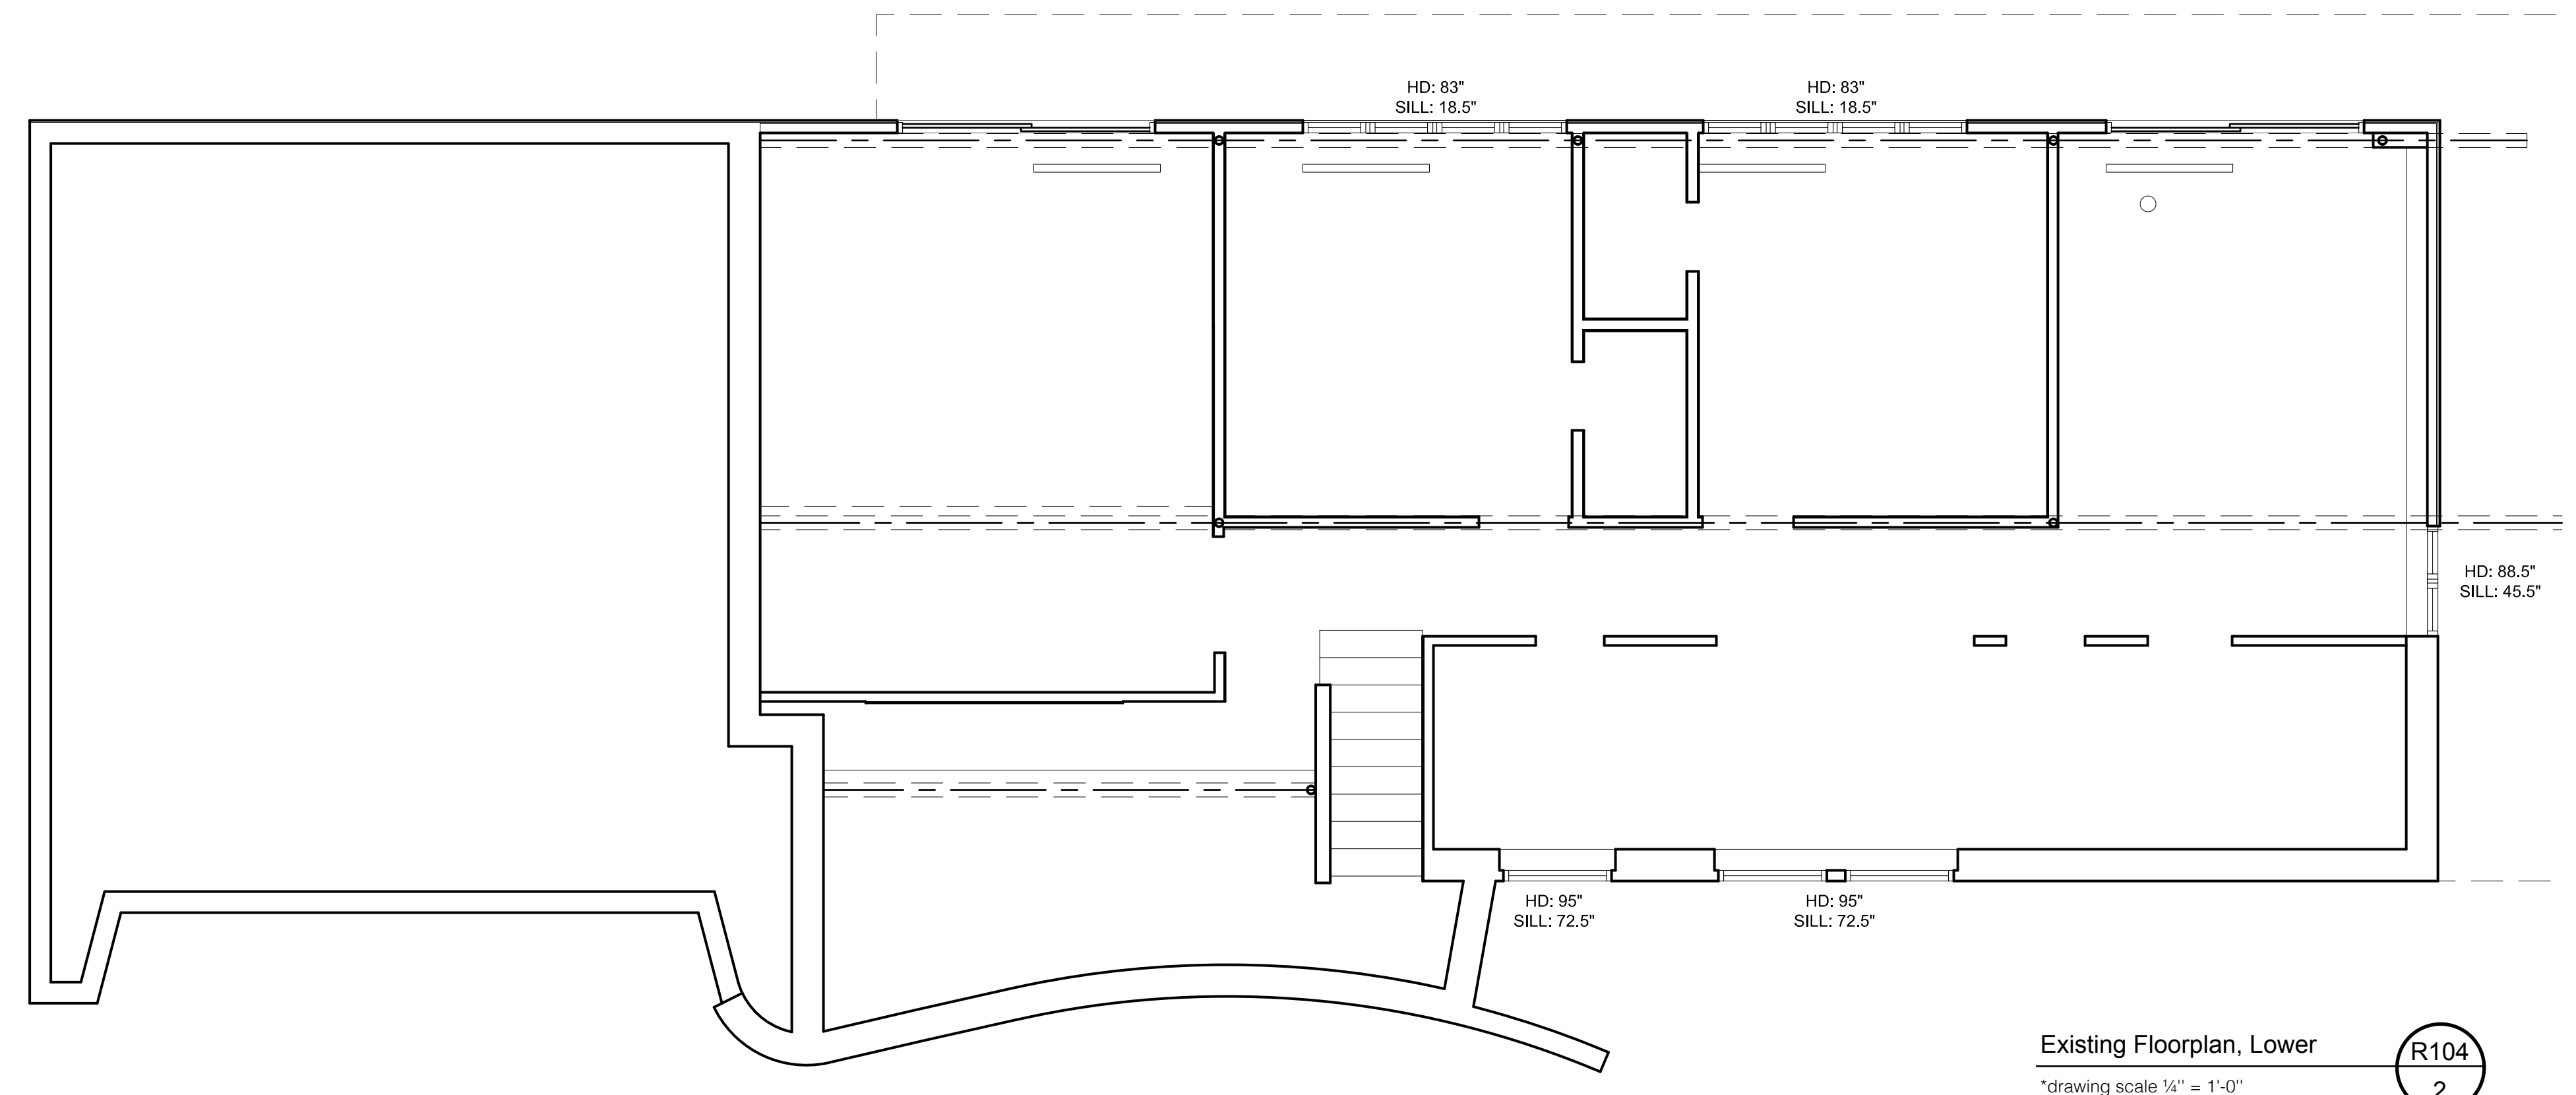 HD: 83"
SILL: 18.5"
HD: 83"
SILL: 18.5"
HD: 88.5"
SILL: 45.5"
HD: 95"
SILL: 72.5"
HD: 95"
SILL: 72.5"
Existing Floorplan, Lower
*drawing scale ¼" = 1'-0"
R104
2